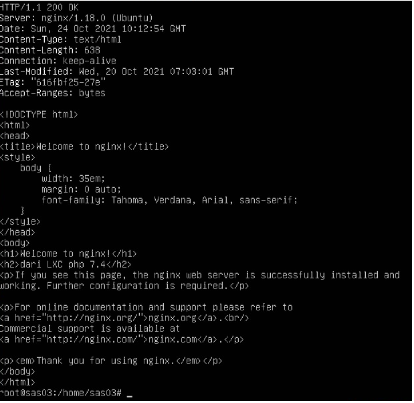 HTTP/1.1 200 OK
Server: nginx/1.18.0 (Ubuntu)
Date: Sun, 24 Oct 2021 10:12:54 GMT
Content-Type: text/html
Content-Length: 638
Connection: keep-alive
Last-Modified: Wed, 20 Oct 2021 07:03:01 GMT
ETag: "616fbf25-27e"
Accept-Ranges: bytes

<!DOCTYPE html>
<html>
<head>
<title>Welcome to nginx!</title>
<style>
    body {
        width: 35em;
        margin: 0 auto;
        font-family: Tahoma, Verdana, Arial, sans-serif;
    }
</style>
</head>
<body>
<h1>Welcome to nginx!</h1>
<h2>dari LXC php 7.4</h2>
<p>If you see this page, the nginx web server is successfully installed and
working. Further configuration is required.</p>

<p>For online documentation and support please refer to
<a href="http://nginx.org/">nginx.org</a>.<br/>
Commercial support is available at
<a href="http://nginx.com/">nginx.com</a>.</p>

<p><em>Thank you for using nginx.</em></p>
</body>
</html>
root@sas03:/home/sas03# _